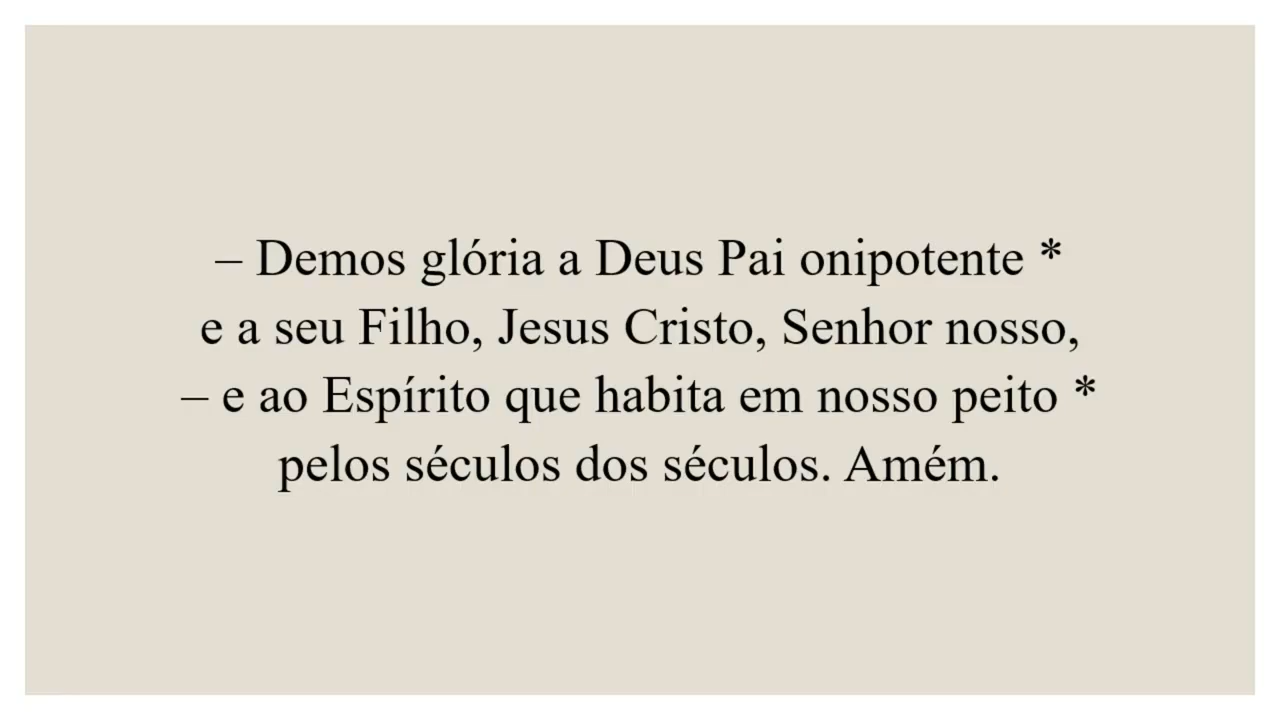 – Demos glória a Deus Pai onipotente *
e a seu Filho, Jesus Cristo, Senhor nosso,
– e ao Espírito que habita em nosso peito *
pelos séculos dos séculos. Amém.